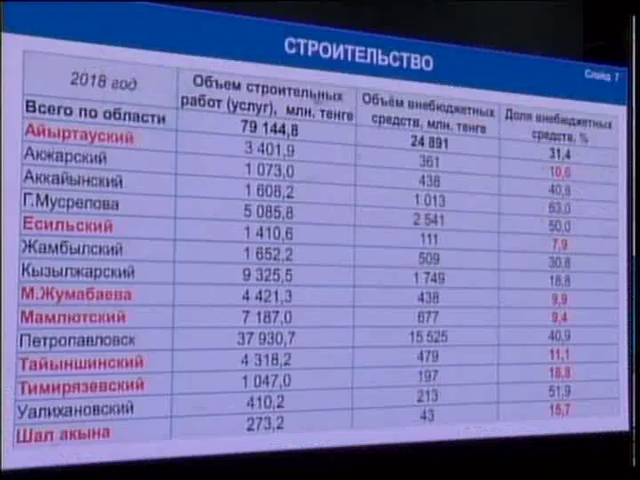 СТРОИТЕЛЬСТВО
Слайд 7
2018 год Объем строительных работ (услуг), млн. тенге Объём внебюджетных средств, млн. тенге Доля внебюджетных средств, %
Всего по области 79 144,8 24 891 31,4
Айыртауский 3 401,9 361 10,6
Акжарский 1 073,0 438 40,8
Аккайынский 1 608,2 1 013 63,0
Г.Мусрепова 5 085,8 2 541 50,0
Есильский 1 410,6 111 7,9
Жамбылский 1 652,2 509 30,8
Кызылжарский 9 325,5 1 749 18,8
М.Жумабаева 4 421,3 438 9,9
Мамлютский 7 187,0 677 9,4
Петропавловск 37 930,7 15 525 40,9
Тайыншинский 4 318,2 479 11,1
Тимирязевский 1 047,0 197 18,8
Уалихановский 410,2 213 51,9
Шал акына 273,2 43 15,7